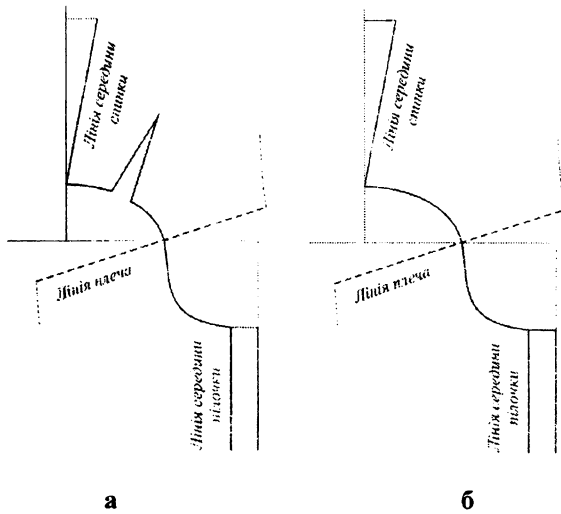 Лінія середини
спинки
Лінія плеча
Лінія середини
пілочки
Лінія середини
спинки
Лінія плеча
Лінія середини
пілочки
а
б